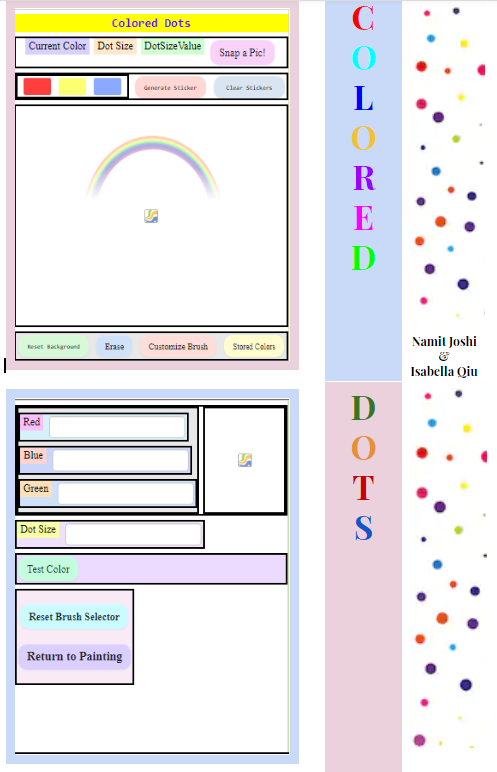 Colored Dots
Current Color Dot Size DotSizeValue Snap a Pic!
Generate Sticker Clear Stickers
Reset Background Erase Customize Brush Stored Colors
Red
Blue
Green
Dot Size
Test Color
Reset Brush Selector
Return to Painting
C
O
L
O
R
E
D
D
O
T
S
Namit Joshi
&
Isabella Qiu